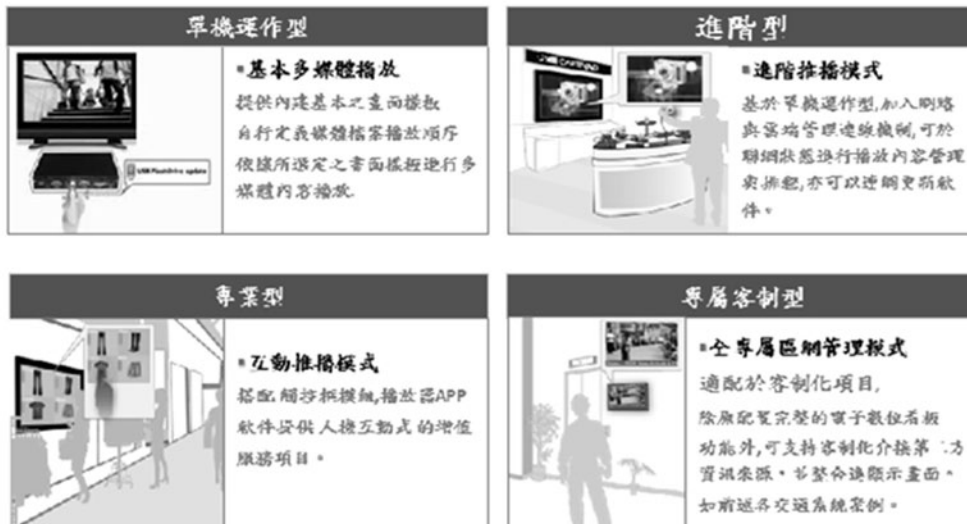 單機運作型
▪基本多媒體播放
提供內建基本之畫面樣板
自行定義媒體檔案播放順序
依據所選定之畫面樣板進行多
媒體內容播放
USB Flashdrive update
進階型
▪進階推播模式
基於單機運作型,加入網路
與雲端管理連線機制,可於
聯網狀態進行播放內容管理
與排程,亦可以連網更新軟
件。
專業型
▪互動推播模式
搭配觸控板模組,播放器APP
軟件提供人機互動式的增值
服務項目。
專屬客制型
▪全專屬區網管理模式
適配於客制化項目,
除原配置完整的電子數位看板
功能外,可支持客制化介接第 方
資訊來源。並整合進顯示畫面。
如前述各交通系統案例。